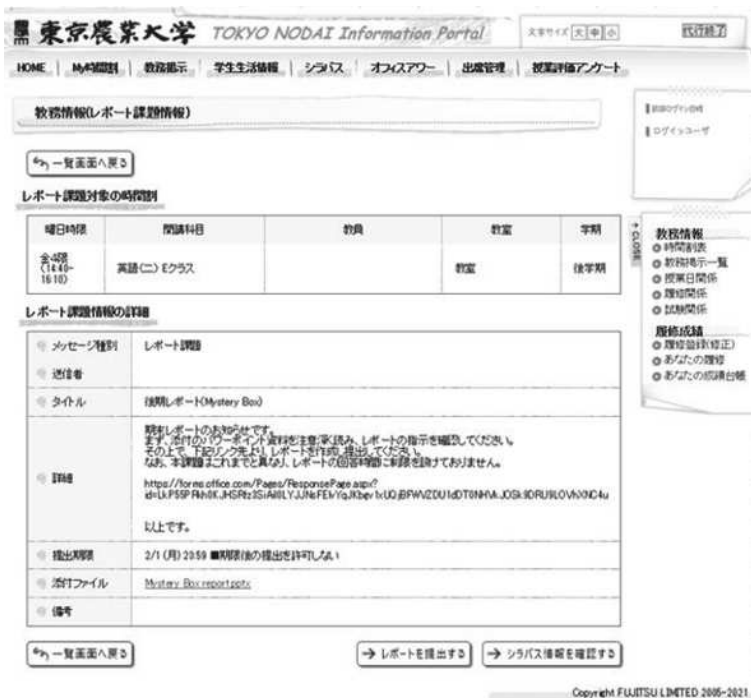 東京農業大学 TOKYO NODAI Information Portal 文字サイズ 大 中 小 代行終了
HOME My時間割 教務掲示 学生生活情報 シラバス オフィスアワー 出席管理 授業評価アンケート
教務情報(レポート課題情報)
ログインユーザ
一覧画面へ戻る
レポート課題対象の時間割
曜日時限 開講科目 教員 教室 学期
金4限
(14:40-
16:10)
英語(二) Eクラス 教室 後学期
レポート課題情報の詳細
メッセージ種別 レポート課題
送信者
タイトル 後期レポート(Mystery Box)
詳細
期末レポートのお知らせです。
まず、添付のパワーポイント資料を注意深く読み、レポートの指示を確認してください。
その上で、下記リンク先より、レポートを作成し提出してください。
なお、本課題はこれまでと異なり、レポートの回答時間に制限を設けておりません。
https://forms.office.com/Pages/ResponsePage.aspx?
以上です。
提出期限 2/1 (月) 23:59 ■期限後の提出を許可しない
添付ファイル Mystery Box report.pptx
備考
一覧画面へ戻る レポートを提出する シラバス情報を確認する
CLOSE
教務情報
時間割表
教務掲示一覧
授業日関係
履修関係
試験関係
履修成績
履修登録(修正)
あなたの履修
あなたの成績台帳
Copyright FUJITSU LIMITED 2005-2021